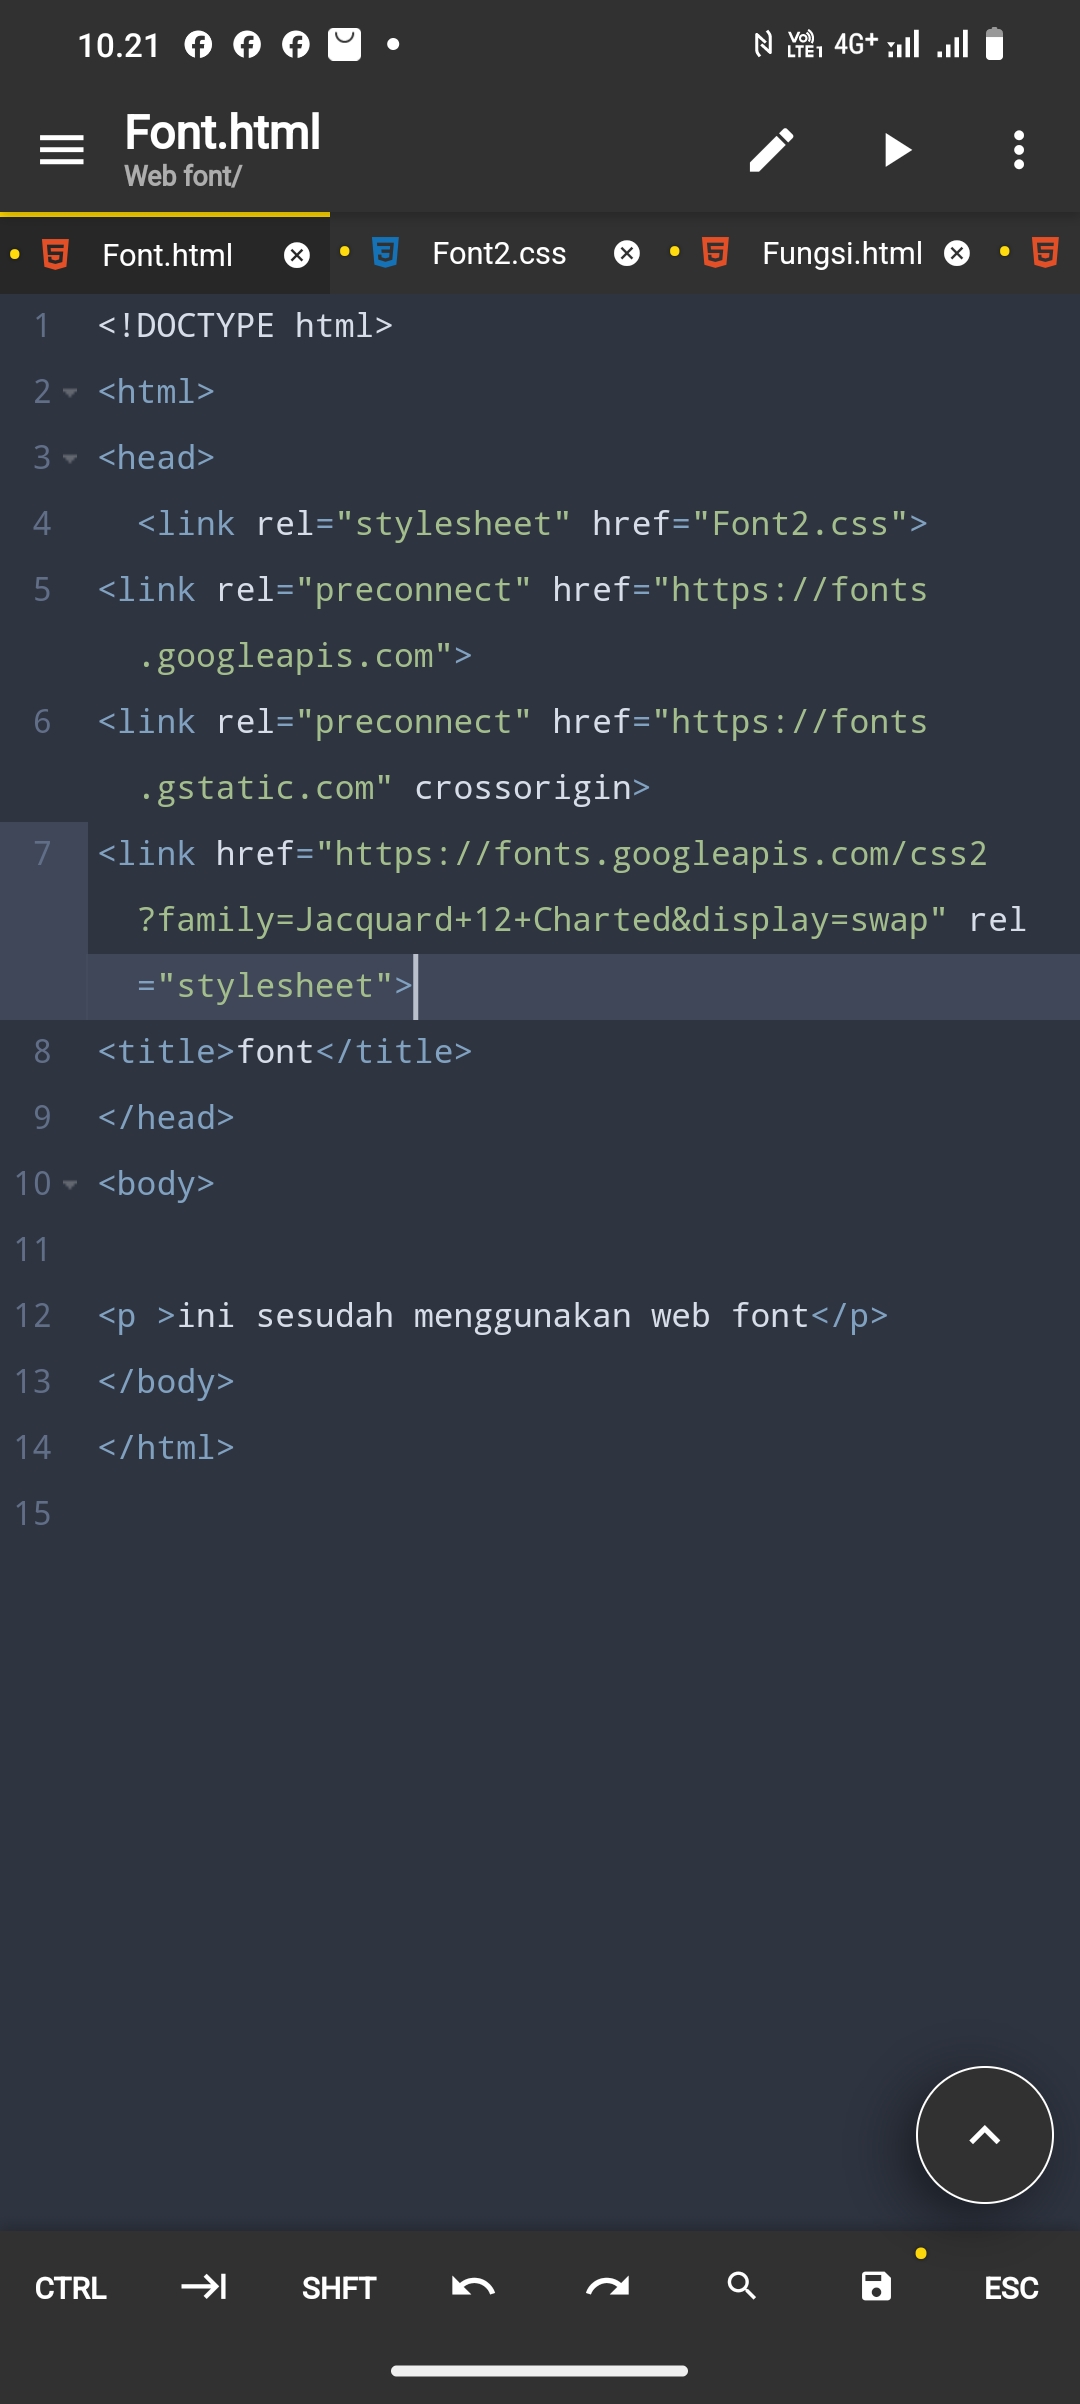 10.21 Vo)) LTE1 4G+
Font.html
Web font/
Font.html Font2.css Fungsi.html
1 <!DOCTYPE html>
2 <html>
3 <head>
4 <link rel="stylesheet" href="Font2.css">
5 <link rel="preconnect" href="https://fonts
.googleapis.com">
6 <link rel="preconnect" href="https://fonts
.gstatic.com" crossorigin>
7 <link href="https://fonts.googleapis.com/css2
?family=Jacquard+12+Charted&display=swap" rel
="stylesheet">
8 <title>font</title>
9 </head>
10 <body>
11
12 <p >ini sesudah menggunakan web font</p>
13 </body>
14 </html>
15
CTRL SHFT ESC